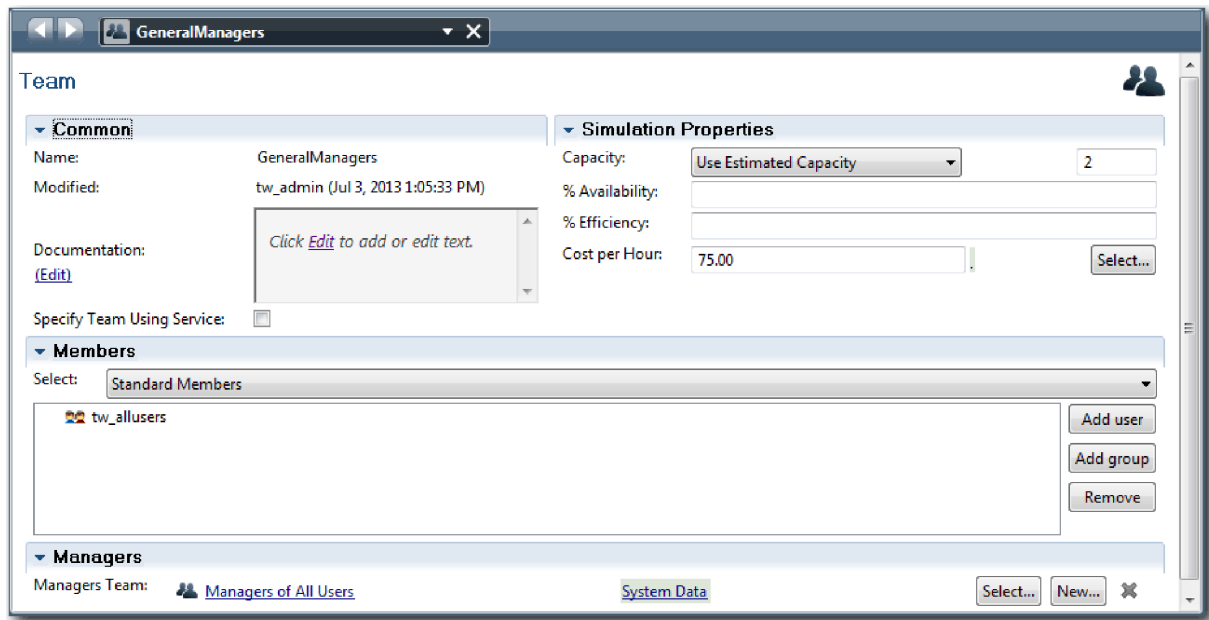 GeneralManagers
Team
Common
Name: GeneralManagers
Modified: tw_admin (Jul 3, 2013 1:05:33 PM)
Documentation:
(Edit)
Click Edit to add or edit text.
Specify Team Using Service:
Simulation Properties
Capacity: Use Estimated Capacity 2
% Availability:
% Efficiency:
Cost per Hour: 75.00 . Select...
Members
Select: Standard Members
tw_allusers
Add user
Add group
Remove
Managers
Managers Team: Managers of All Users System Data Select... New...